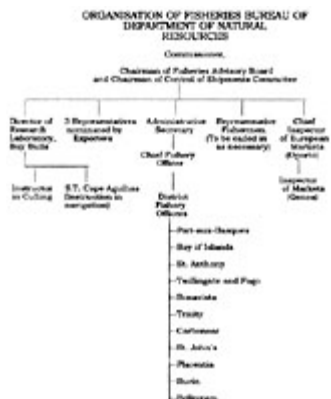 ORGANISATION OF FISHERIES BUREAU OF
DEPARTMENT OF NATURAL
RESOURCES
Commissioner,
Chairman of Fisheries Advisory Board
and Chairman of Control of Shipments Committee
Director of
Research
Laboratory,
Bay Bulls
3 Representatives
nominated by
Exporters
Administrative
Secretary
Representative
Fishermen
(To be called on
as necessary)
Chief
Inspector
of European
Markets
(Oporto)
Chief Fishery
Officer
Inspector
of Markets
(Genoa)
Instructor
in Culling
S.T. Cape Agulhas
(Instruction in
navigation)
District
Fishery
Officers
Port-aux-Basques
Bay of Islands
St. Anthony
Twillingate and Fogo
Bonavista
Trinity
Carbonear
St. John's
Placentia
Burin